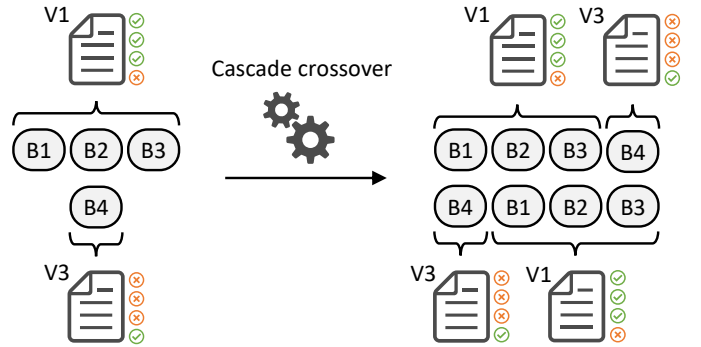 V1
V1 V3
Cascade crossover
B1 B2 B3
B1 B2 B3 B4
B4
B4 B1 B2 B3
V3
V3 V1